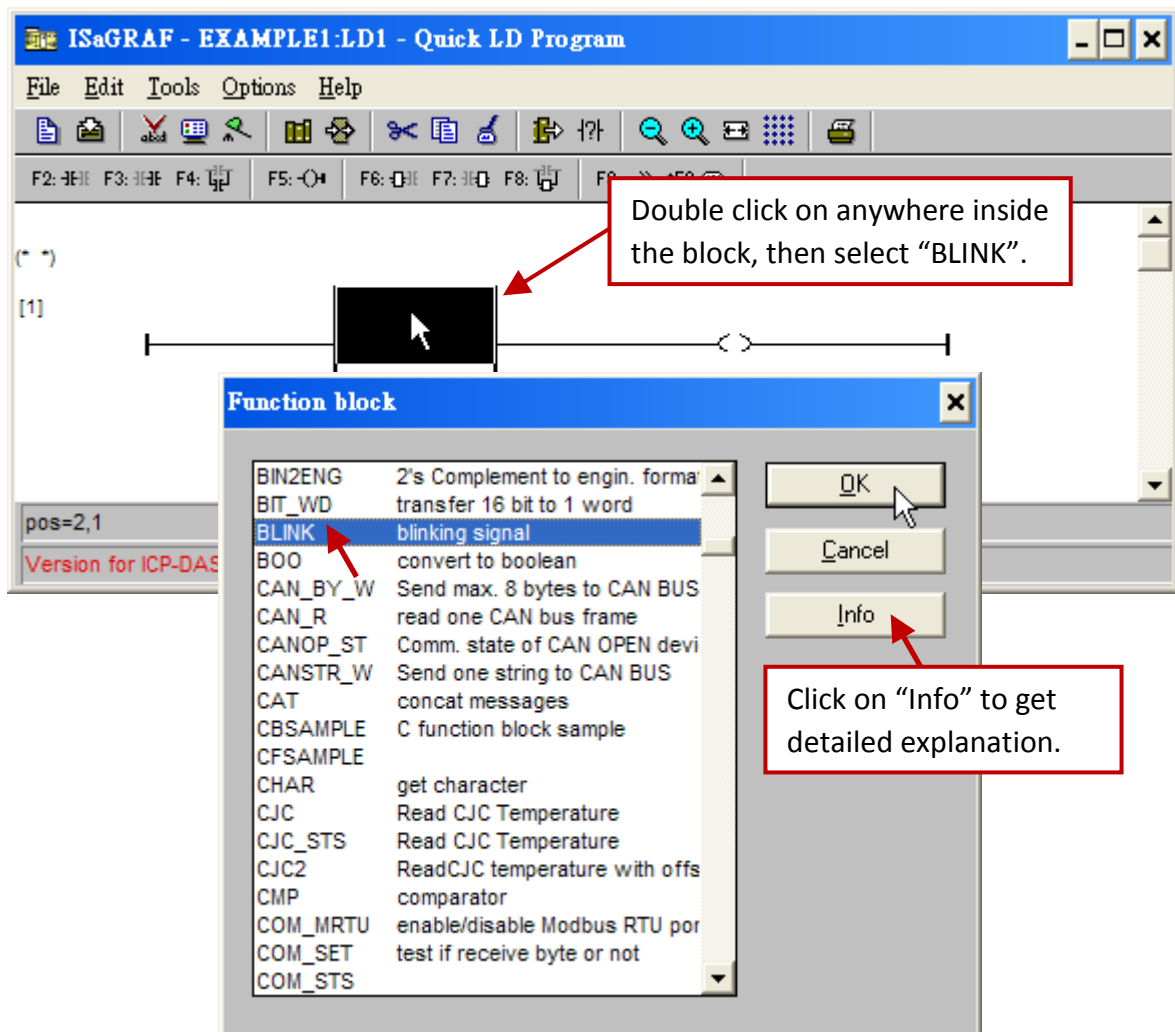 ISaGRAF - EXAMPLE1:LD1 - Quick LD Program
File Edit Tools Options Help
F2: F3: F4: F5: F6: F7: F8:
Double click on anywhere inside
the block, then select “BLINK”.
(* *)
[1]
Function block
BIN2ENG 2's Complement to engin. format
BIT_WD transfer 16 bit to 1 word
BLINK blinking signal
BOO convert to boolean
CAN_BY_W Send max. 8 bytes to CAN BUS
CAN_R read one CAN bus frame
CANOP_ST Comm. state of CAN OPEN devi
CANSTR_W Send one string to CAN BUS
CAT concat messages
CBSAMPLE C function block sample
CFSAMPLE
CHAR get character
CJC Read CJC Temperature
CJC_STS Read CJC Temperature
CJC2 ReadCJC temperature with offs
CMP comparator
COM_MRTU enable/disable Modbus RTU por
COM_SET test if receive byte or not
COM_STS
OK
Cancel
Info
Click on “Info” to get
detailed explanation.
pos=2,1
Version for ICP-DAS